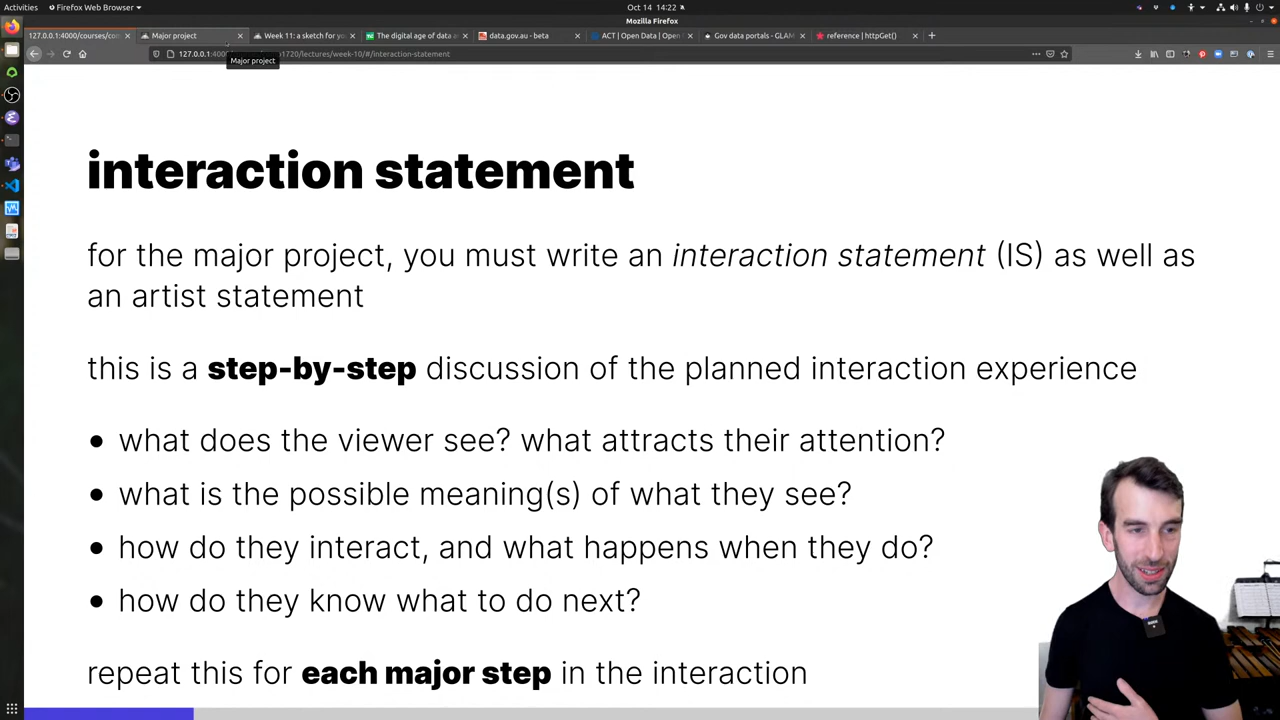 Activities
Firefox Web Browser
Oct 14 14:22
Mozilla Firefox
127.0.0.1:4000/courses/con
Major project
Week 11: a sketch for yo
The digital age of data a
data.gov.au - beta
ACT | Open Data | Open
Gov data portals - GLAM
reference | httpGet()
127.0.0.1:400
1720/lectures/week-10/#/interaction-statement
Major project
interaction statement
for the major project, you must write an interaction statement (IS) as well as
an artist statement
this is a step-by-step discussion of the planned interaction experience
• what does the viewer see? what attracts their attention?
• what is the possible meaning(s) of what they see?
• how do they interact, and what happens when they do?
• how do they know what to do next?
repeat this for each major step in the interaction